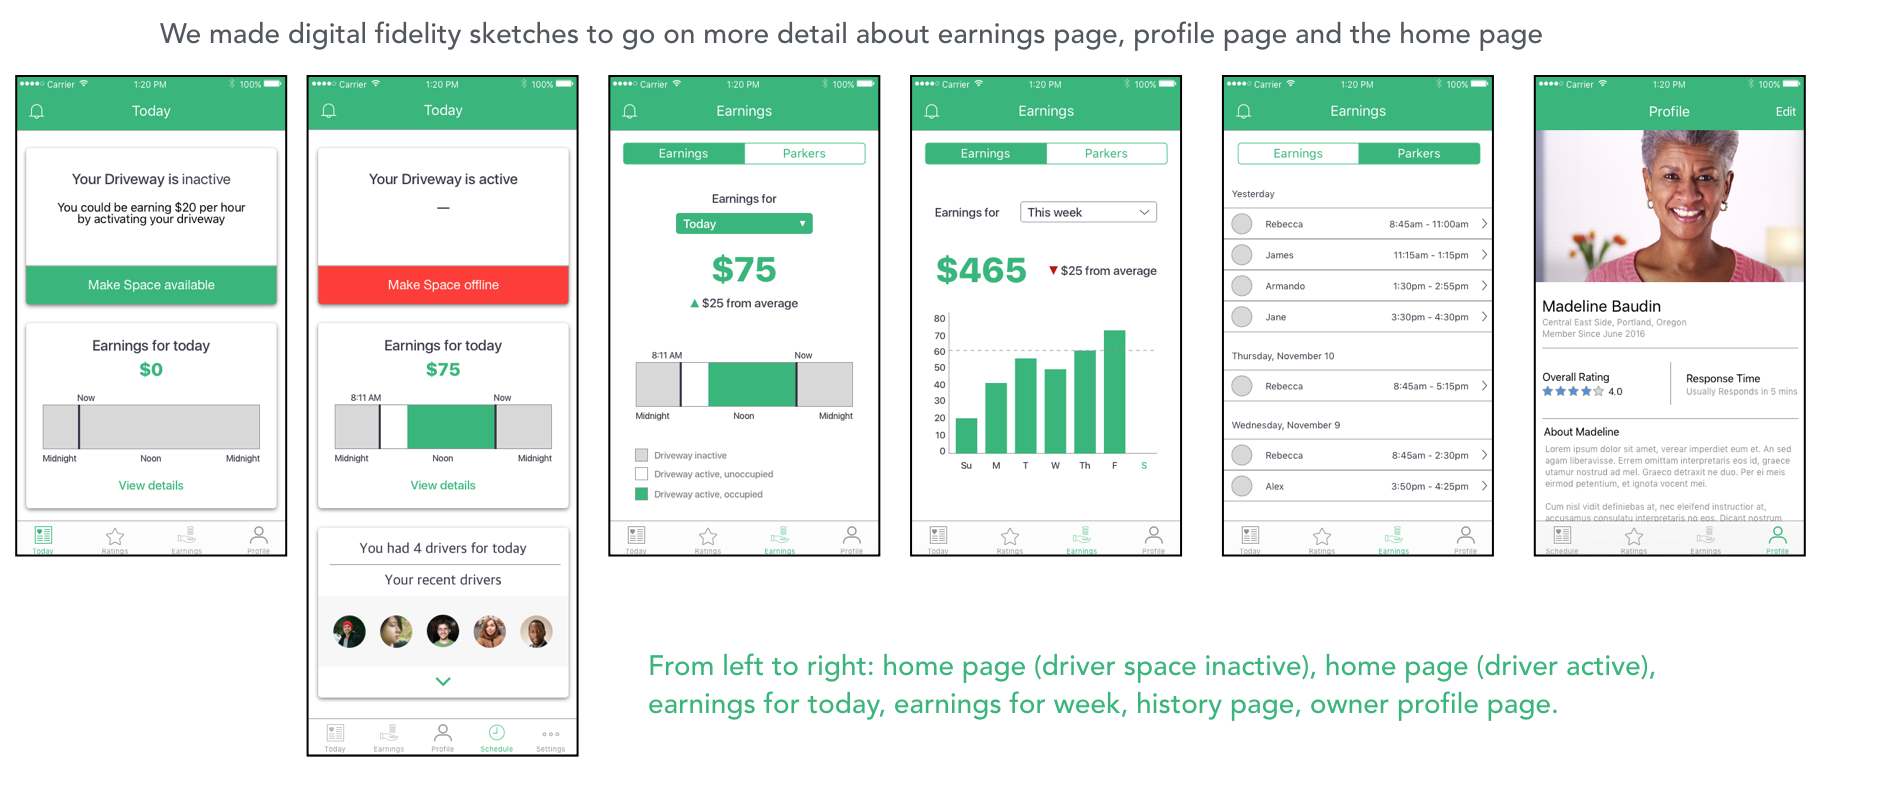 We made digital fidelity sketches to go on more detail about earnings page, profile page and the home page
Carrier 1:20 PM 100%
Today
Your Driveway is inactive
You could be earning $20 per hour
by activating your driveway
Make Space available
Earnings for today
$0
Now
Midnight Noon Midnight
View details
Today Ratings Earnings Profile
Carrier 1:20 PM 100%
Today
Your Driveway is active
—
Make Space offline
Earnings for today
$75
8:11 AM Now
Midnight Noon Midnight
View details
You had 4 drivers for today
Your recent drivers
Today Earnings Profile Schedule Settings
Carrier 1:20 PM 100%
Earnings
Earnings Parkers
Earnings for
Today
$75
$25 from average
8:11 AM Now
Midnight Noon Midnight
Driveway inactive
Driveway active, unoccupied
Driveway active, occupied
Today Ratings Earnings Profile
Carrier 1:20 PM 100%
Earnings
Earnings Parkers
Earnings for This week
$465 $25 from average
80
70
60
50
40
30
20
10
0
Su M T W Th F S
Today Ratings Earnings Profile
Carrier 1:20 PM 100%
Earnings
Earnings Parkers
Yesterday
Rebecca 8:45am - 11:00am
James 11:15am - 1:15pm
Armando 1:30pm - 2:55pm
Jane 3:30pm - 4:30pm
Thursday, November 10
Rebecca 8:45am - 5:15pm
Wednesday, November 9
Rebecca 8:45am - 2:30pm
Alex 3:50pm - 4:25pm
Today Ratings Earnings Profile
Carrier 1:20 PM 100%
Profile Edit
Madeline Baudin
Central East Side, Portland, Oregon
Member Since June 2016
Overall Rating
4.0
Response Time
Usually Responds in 5 mins
About Madeline
Lorem ipsum dolor sit amet, verear imperdiet eum et. An sed
agam liberavisse. Errem omittam interpretaris eos id, graece
utamur nostrud ad mel. Graeco detraxit ne duo. Per ei meis
eirmod petentium, et ignota vocent mei.
Cum nisl vidit definiebas at, nec eleifend instructior at,
accusamus consulatu interpretaris no eos. Dicant nostrum
Schedule Ratings Earnings Profile
From left to right: home page (driver space inactive), home page (driver active),
earnings for today, earnings for week, history page, owner profile page.